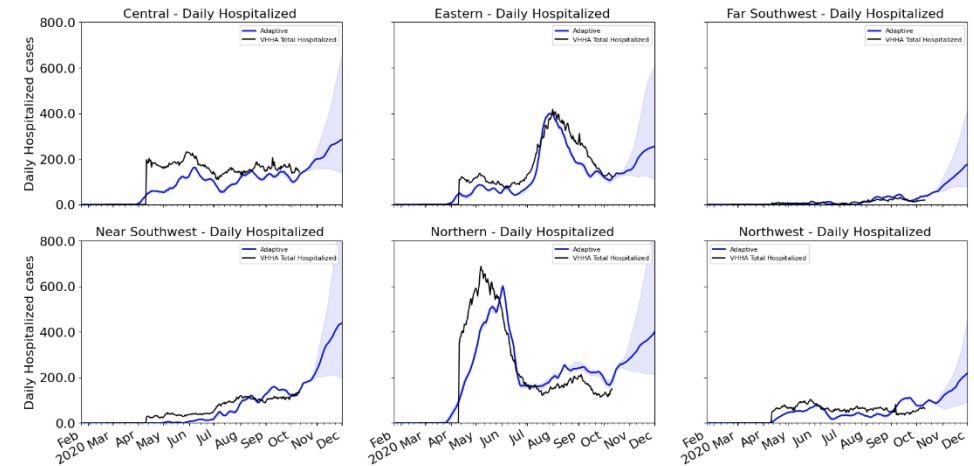 Central - Daily Hospitalized
Eastern - Daily Hospitalized
Far Southwest - Daily Hospitalized
Daily Hospitalized cases
800.0
600.0
400.0
200.0
0.0
Adaptive
VHHA Total Hospitalized
Adaptive
VHHA Total Hospitalized
Adaptive
VHHA Total Hospitalized
Near Southwest - Daily Hospitalized
Northern - Daily Hospitalized
Northwest - Daily Hospitalized
Daily Hospitalized cases
800.0
600.0
400.0
200.0
0.0
Adaptive
VHHA Total Hospitalized
Adaptive
VHHA Total Hospitalized
Adaptive
VHHA Total Hospitalized
Feb 2020 Mar Apr May Jun Jul Aug Sep Oct Nov Dec
Feb 2020 Mar Apr May Jun Jul Aug Sep Oct Nov Dec
Feb 2020 Mar Apr May Jun Jul Aug Sep Oct Nov Dec